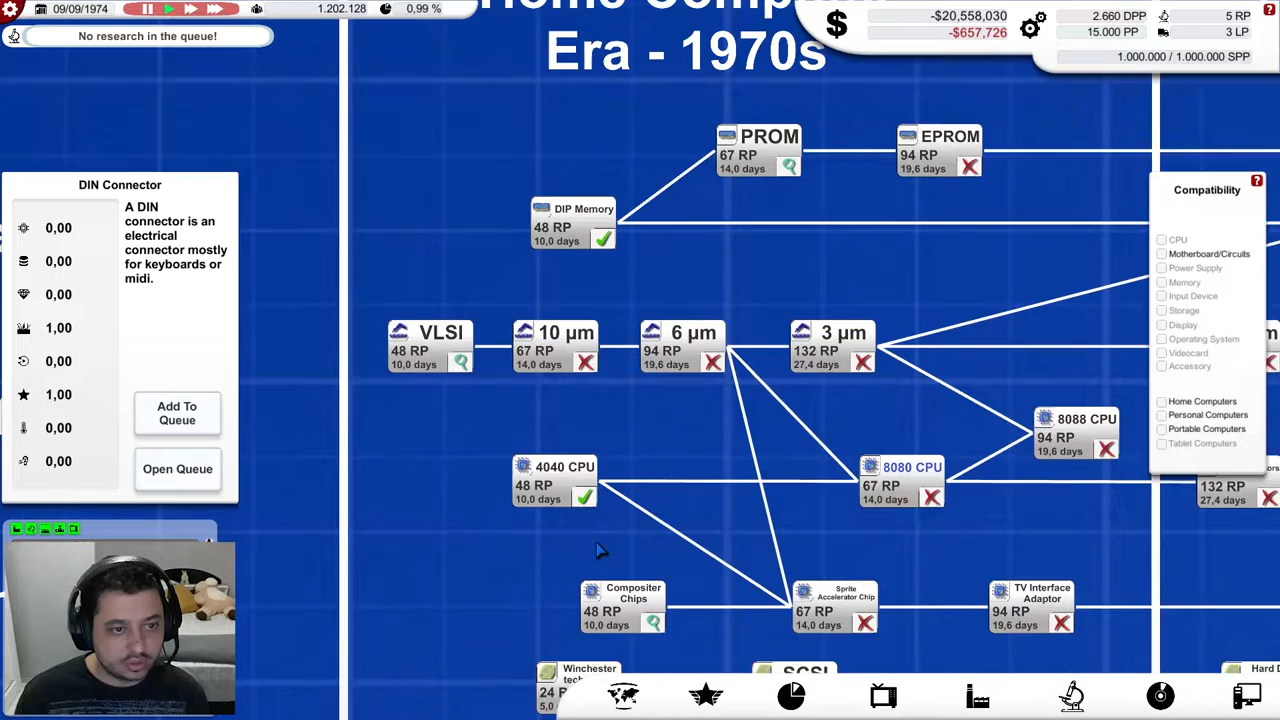 09/09/1974
1.202.128
0,99 %
No research in the queue!
Era - 1970s
-$20,558,030
-$657,726
2.660 DPP
15.000 PP
5 RP
3 LP
1.000.000 / 1.000.000 SPP
DIN Connector
0,00
0,00
0,00
1,00
0,00
1,00
0,00
0,00
A DIN
connector is an
electrical
connector mostly
for keyboards or
midi.
Add To
Queue
Open Queue
PROM
67 RP
14,0 days
EPROM
94 RP
19,6 days
DIP Memory
48 RP
10,0 days
VLSI
48 RP
10,0 days
10 µm
67 RP
14,0 days
6 µm
94 RP
19,6 days
3 µm
132 RP
27,4 days
8088 CPU
94 RP
19,6 days
4040 CPU
48 RP
10,0 days
8080 CPU
67 RP
14,0 days
132 RP
27,4 days
Compositer
Chips
48 RP
10,0 days
Sprite
Accelerator Chip
67 RP
14,0 days
TV Interface
Adaptor
94 RP
19,6 days
Winchester
SCSI
Compatibility
CPU
Motherboard/Circuits
Power Supply
Memory
Input Device
Storage
Display
Operating System
Videocard
Accessory
Home Computers
Personal Computers
Portable Computers
Tablet Computers